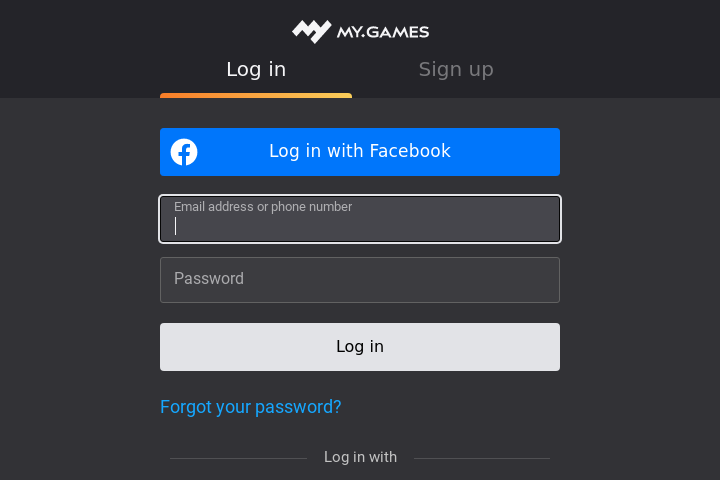 MY.GAMES
Log in
Sign up
Log in with Facebook
Email address or phone number
Password
Log in
Forgot your password?
Log in with